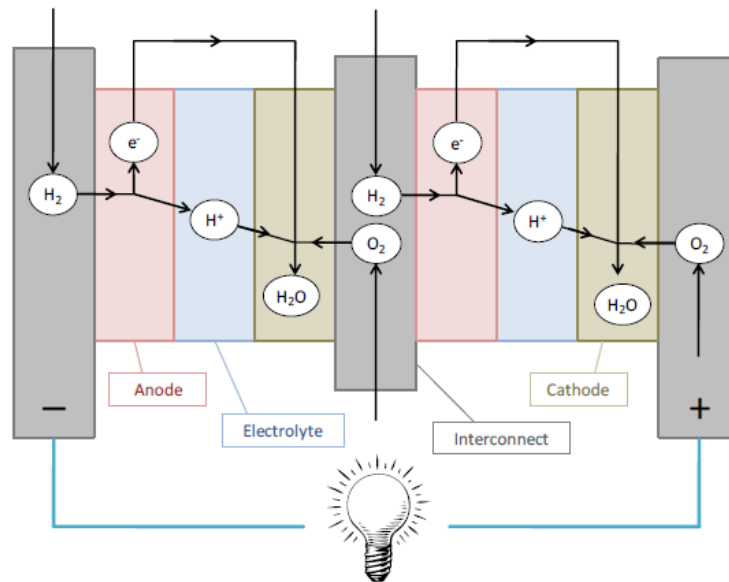 e⁻
e⁻
H₂
H₂
H⁺
H⁺
O₂
O₂
H₂O
H₂O
Anode
Cathode
−
+
Electrolyte
Interconnect